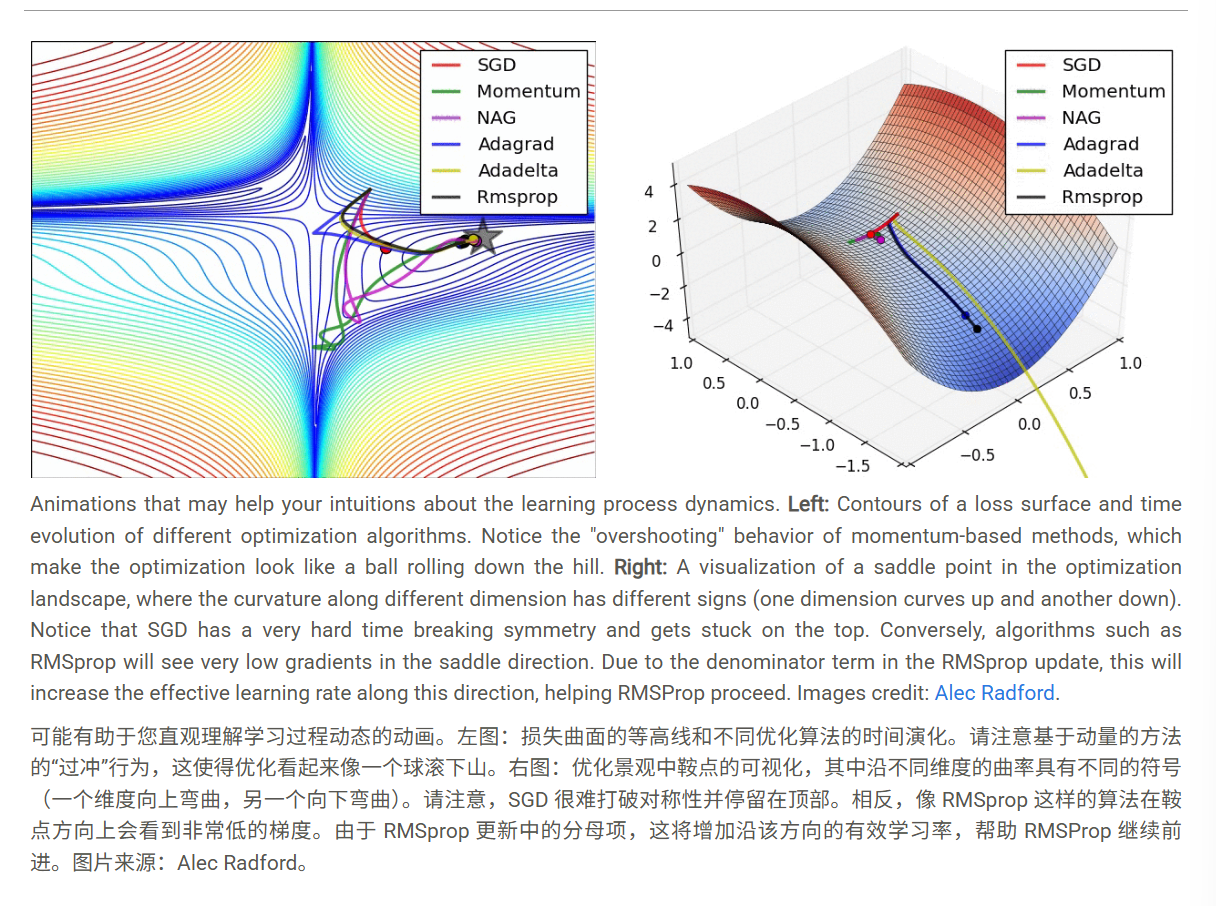 SGD
Momentum
NAG
Adagrad
Adadelta
Rmsprop
SGD
Momentum
NAG
Adagrad
Adadelta
Rmsprop
4
2
0
−2
−4
1.0
0.5
0.0
−0.5
−1.0
−1.5
−0.5
0.0
0.5
1.0
Animations that may help your intuitions about the learning process dynamics. Left: Contours of a loss surface and time
evolution of different optimization algorithms. Notice the "overshooting" behavior of momentum-based methods, which
make the optimization look like a ball rolling down the hill. Right: A visualization of a saddle point in the optimization
landscape, where the curvature along different dimension has different signs (one dimension curves up and another down).
Notice that SGD has a very hard time breaking symmetry and gets stuck on the top. Conversely, algorithms such as
RMSprop will see very low gradients in the saddle direction. Due to the denominator term in the RMSprop update, this will
increase the effective learning rate along this direction, helping RMSProp proceed. Images credit: Alec Radford.
可能有助于您直观理解学习过程动态的动画。左图：损失曲面的等高线和不同优化算法的时间演化。请注意基于动量的方法
的“过冲”行为，这使得优化看起来像一个球滚下山。右图：优化景观中鞍点的可视化，其中沿不同维度的曲率具有不同的符号
（一个维度向上弯曲，另一个向下弯曲）。请注意，SGD 很难打破对称性并停留在顶部。相反，像 RMSprop 这样的算法在鞍
点方向上会看到非常低的梯度。由于 RMSprop 更新中的分母项，这将增加沿该方向的有效学习率，帮助 RMSProp 继续前
进。图片来源：Alec Radford。